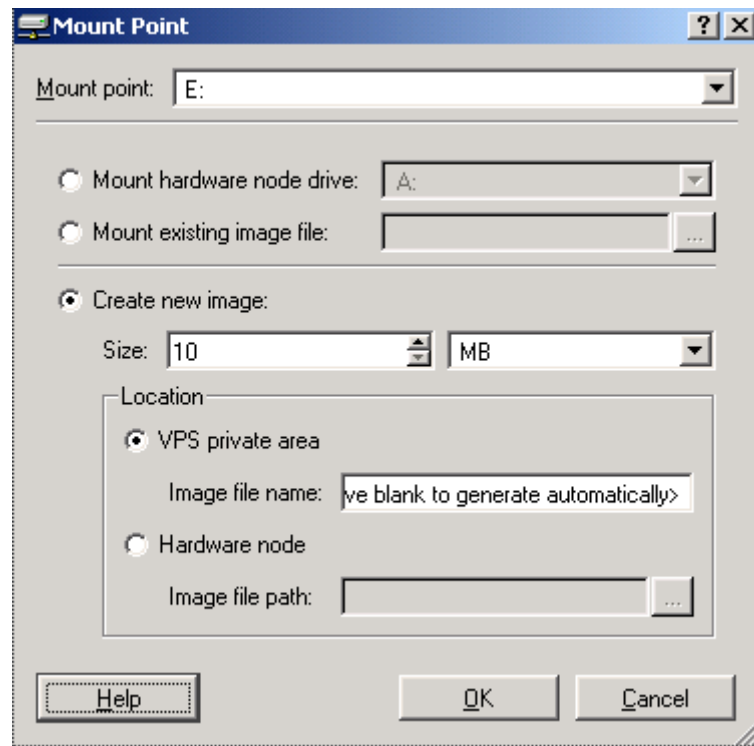 Mount Point
Mount point: E:
Mount hardware node drive: A:
Mount existing image file: ...
Create new image:
Size: 10 MB
Location
VPS private area
Image file name: ve blank to generate automatically>
Hardware node
Image file path: ...
Help OK Cancel